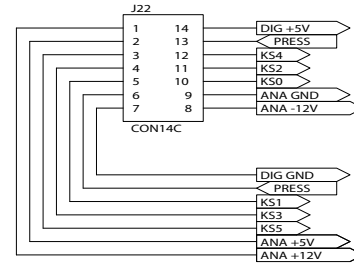 J22
1 14 DIG +5V
2 13 PRESS
3 12 KS4
4 11 KS2
5 10 KS0
6 9 ANA GND
7 8 ANA -12V
CON14C
DIG GND
PRESS
KS1
KS3
KS5
ANA +5V
ANA +12V